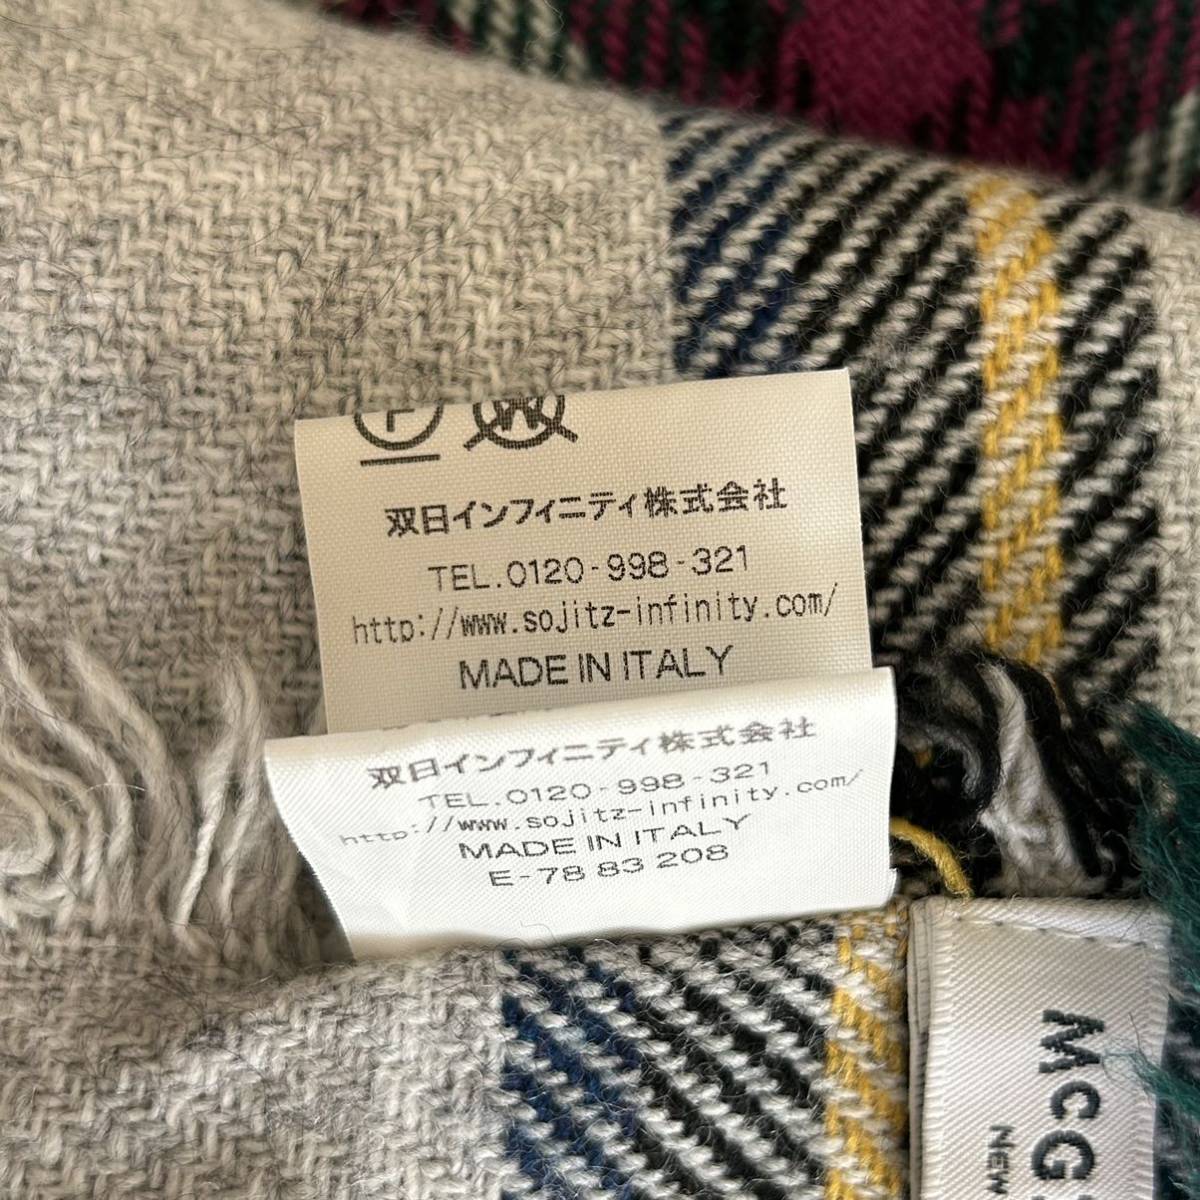 F W
双日インフィニティ株式会社
TEL.0120-998-321
http://www.sojitz-infinity.com/
MADE IN ITALY
双日インフィニティ株式会社
TEL.0120-998-321
http://www.sojitz-infinity.com/
MADE IN ITALY
E-78 83 208
McG
NEW